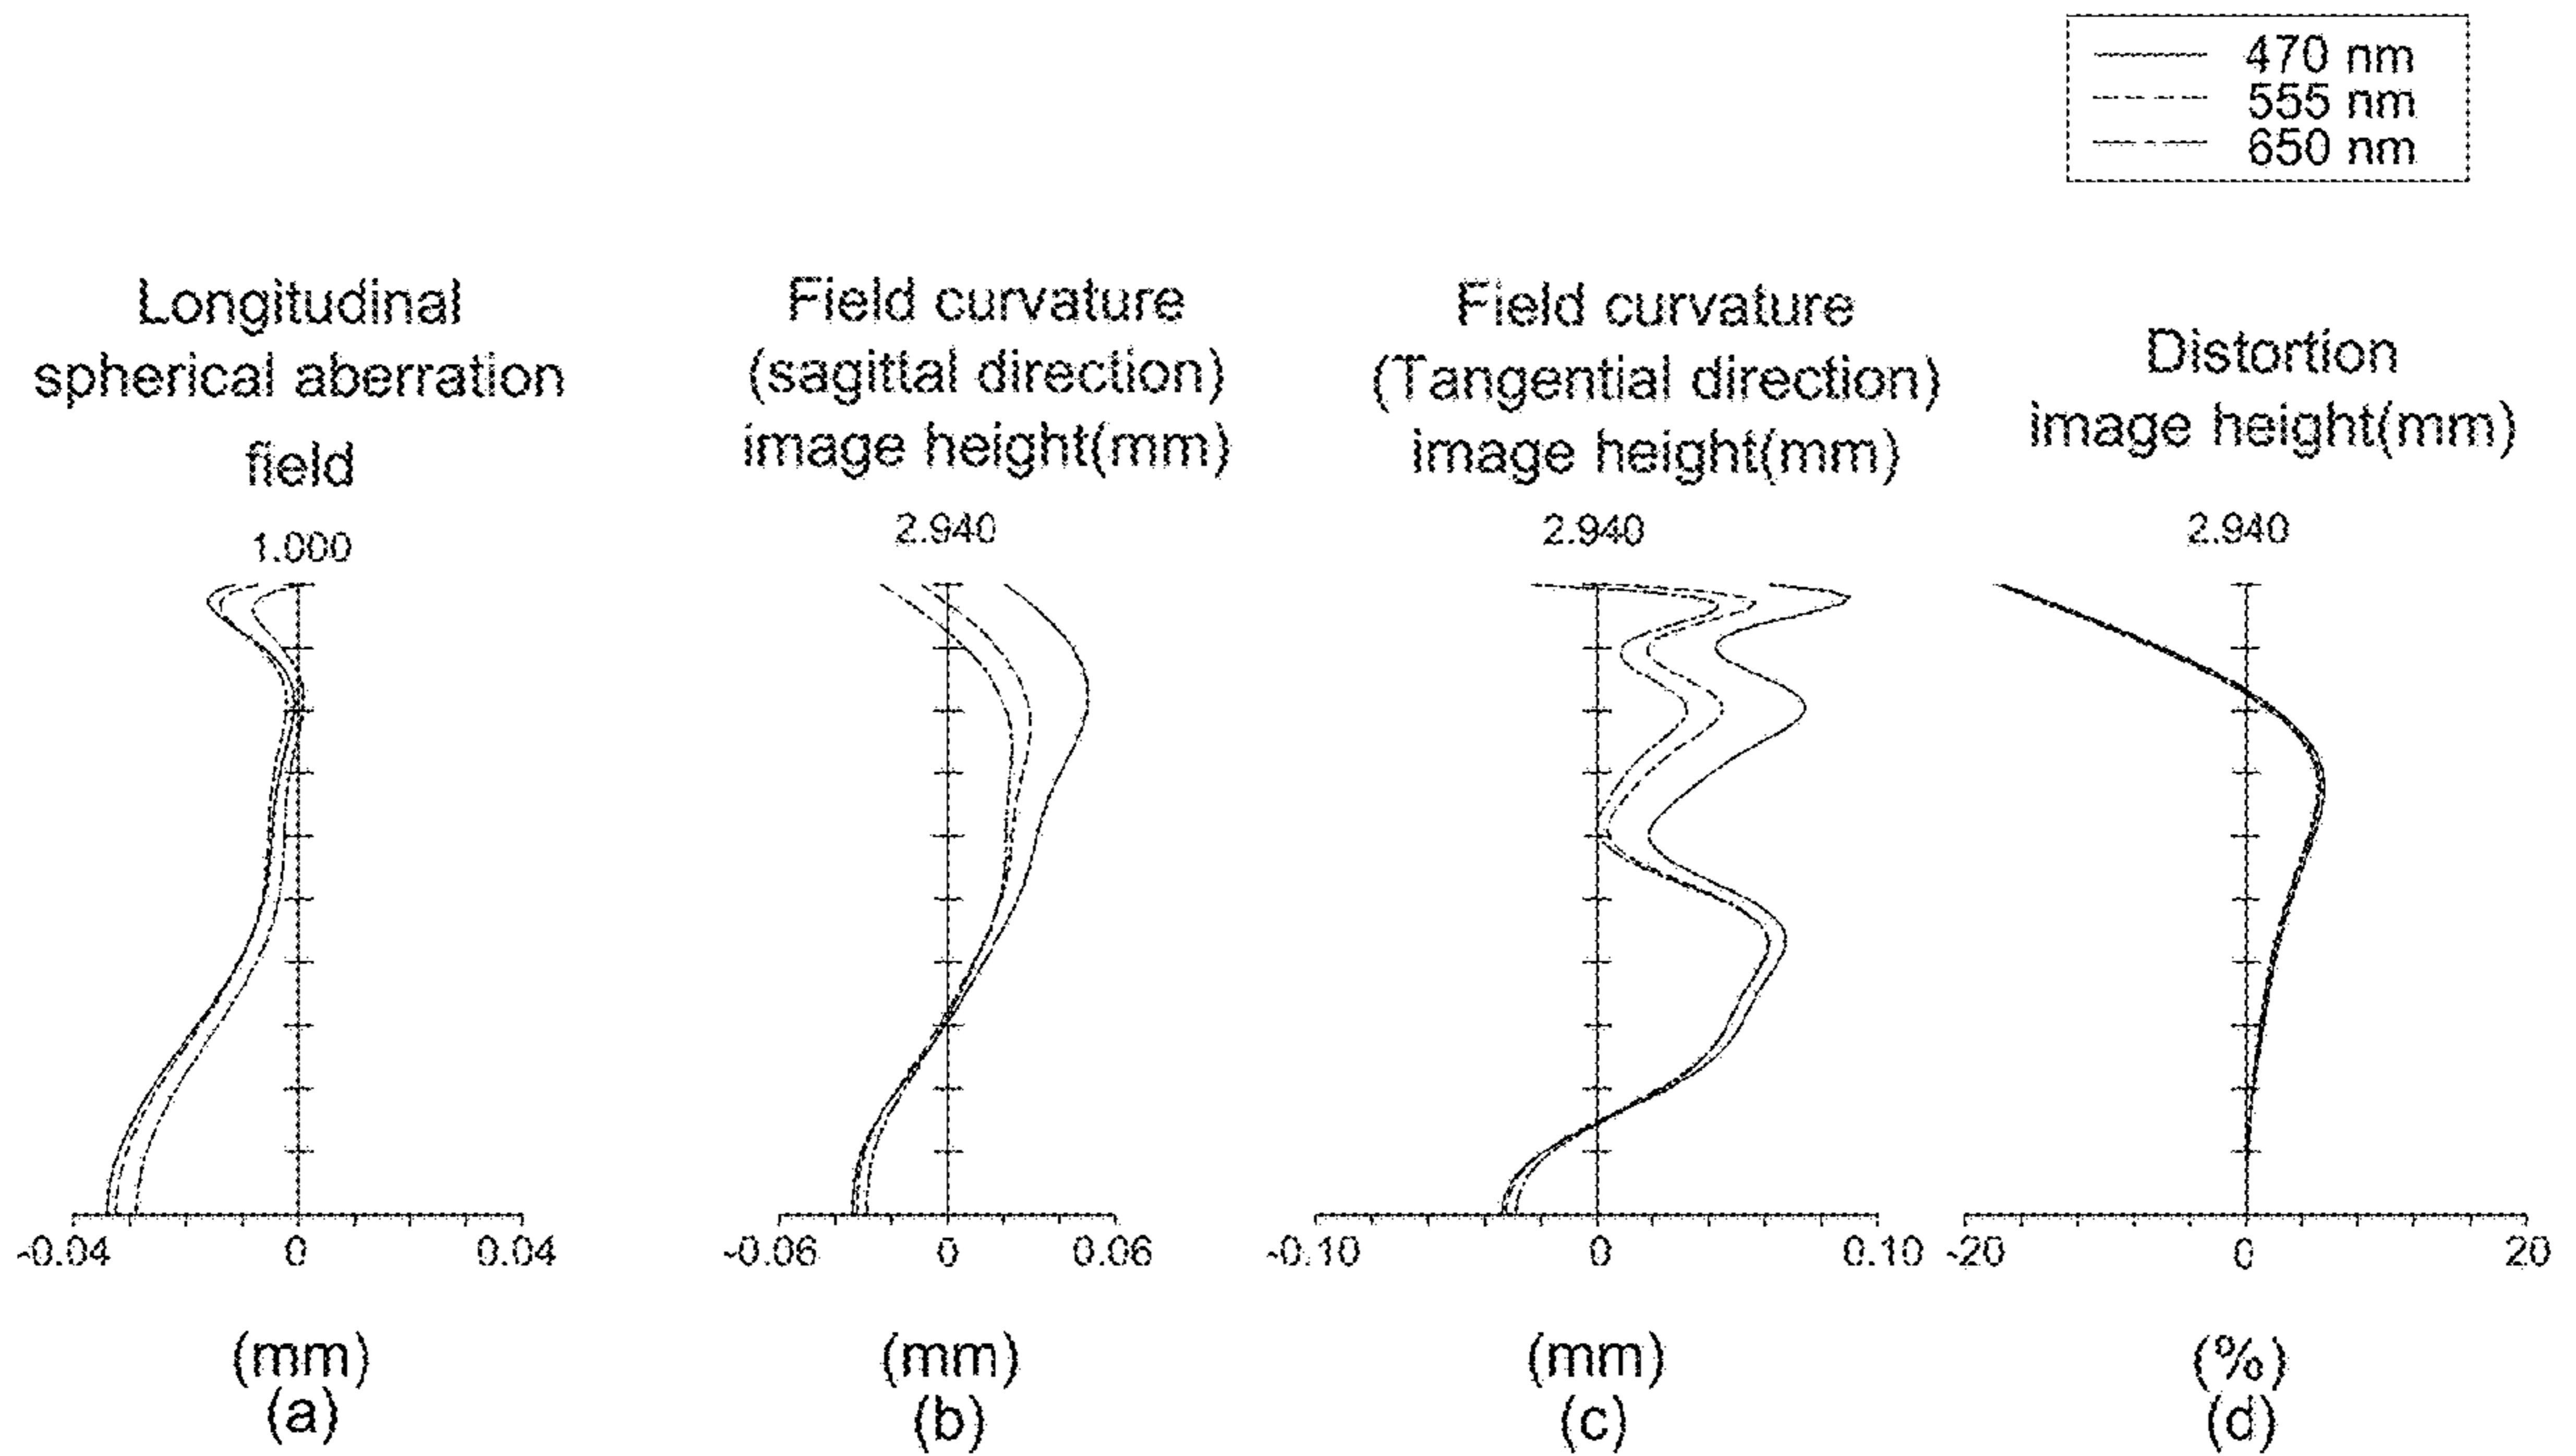 470 nm
555 nm
650 nm
Longitudinal
spherical aberration
field
1.000
Field curvature
(sagittal direction)
image height(mm)
2.940
Field curvature
(Tangential direction)
image height(mm)
2.940
Distortion
image height(mm)
2.940
-0.04 0 0.04
-0.06 0 0.06
-0.10 0 0.10
-20 0 20
(mm)
(a)
(mm)
(b)
(mm)
(c)
(%)
(d)